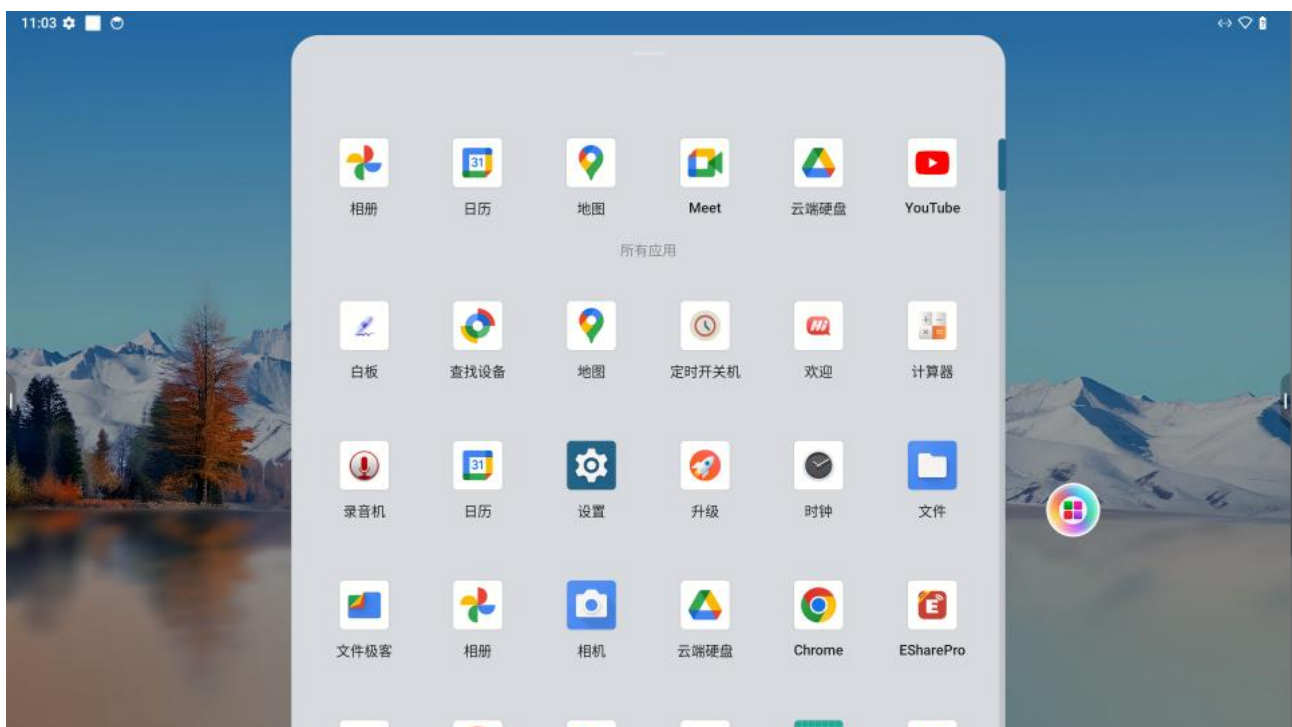 11:03
相册 日历 地图 Meet 云端硬盘 YouTube
所有应用
白板 查找设备 地图 定时开关机 欢迎 计算器
录音机 日历 设置 升级 时钟 文件
文件极客 相册 相机 云端硬盘 Chrome ESharePro